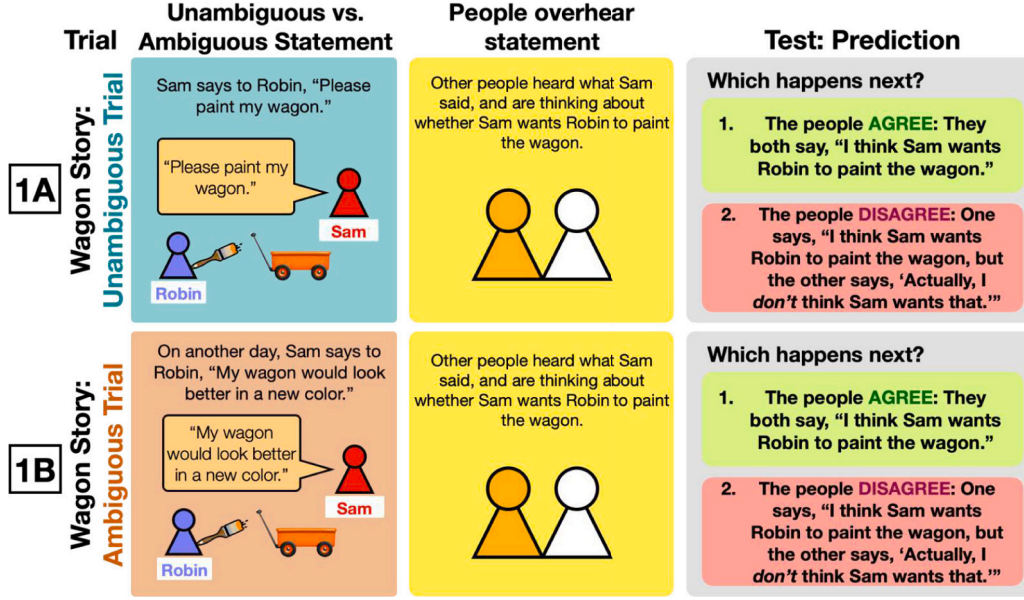 Trial
Unambiguous vs.
Ambiguous Statement
People overhear
statement
Test: Prediction
1A
Wagon Story:
Unambiguous Trial
Sam says to Robin, “Please
paint my wagon.”
“Please paint my
wagon.”
Sam
Robin
Other people heard what Sam
said, and are thinking about
whether Sam wants Robin to paint
the wagon.
Which happens next?
1. The people AGREE: They
both say, “I think Sam wants
Robin to paint the wagon.”
2. The people DISAGREE: One
says, “I think Sam wants
Robin to paint the wagon, but
the other says, ‘Actually, I
don’t think Sam wants that.’”
1B
Wagon Story:
Ambiguous Trial
On another day, Sam says to
Robin, “My wagon would look
better in a new color.”
“My wagon
would look better
in a new color.”
Sam
Robin
Other people heard what Sam
said, and are thinking about
whether Sam wants Robin to paint
the wagon.
Which happens next?
1. The people AGREE: They
both say, “I think Sam wants
Robin to paint the wagon.”
2. The people DISAGREE: One
says, “I think Sam wants
Robin to paint the wagon, but
the other says, ‘Actually, I
don’t think Sam wants that.’”